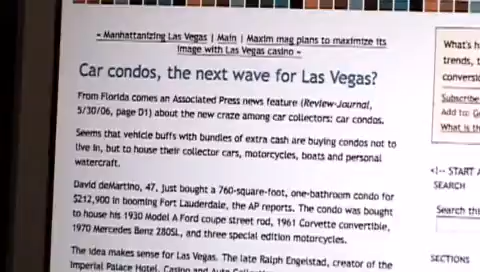 « Manhattanizing Las Vegas | Main | Maxim mag plans to maximize its
image with Las Vegas casino »
Car condos, the next wave for Las Vegas?
From Florida comes an Associated Press news feature (Review-Journal,
5/30/06, page D1) about the new craze among car collectors: car condos.
Seems that vehicle buffs with bundles of extra cash are buying condos not
to live in, but to house their collector cars, motorcycles, boats and personal
watercraft.
David deMartino, 47, just bought a 760-square-foot, one-bathroom condo for
$212,900 in booming Fort Lauderdale, the AP reports. The condo was bought
to house his 1930 Model A Ford coupe street rod, 1961 Corvette convertible,
1970 Mercedes Benz 280SL, and three special edition motorcycles.
The idea makes sense for Las Vegas. The late Ralph Engelstad, creator of the
Imperial Palace Hotel, Casino and Auto
What's h
trends, t
conversi
Subscribe
Add to: G
What is th
<!-- START A
SEARCH
Search this
SECTIONS